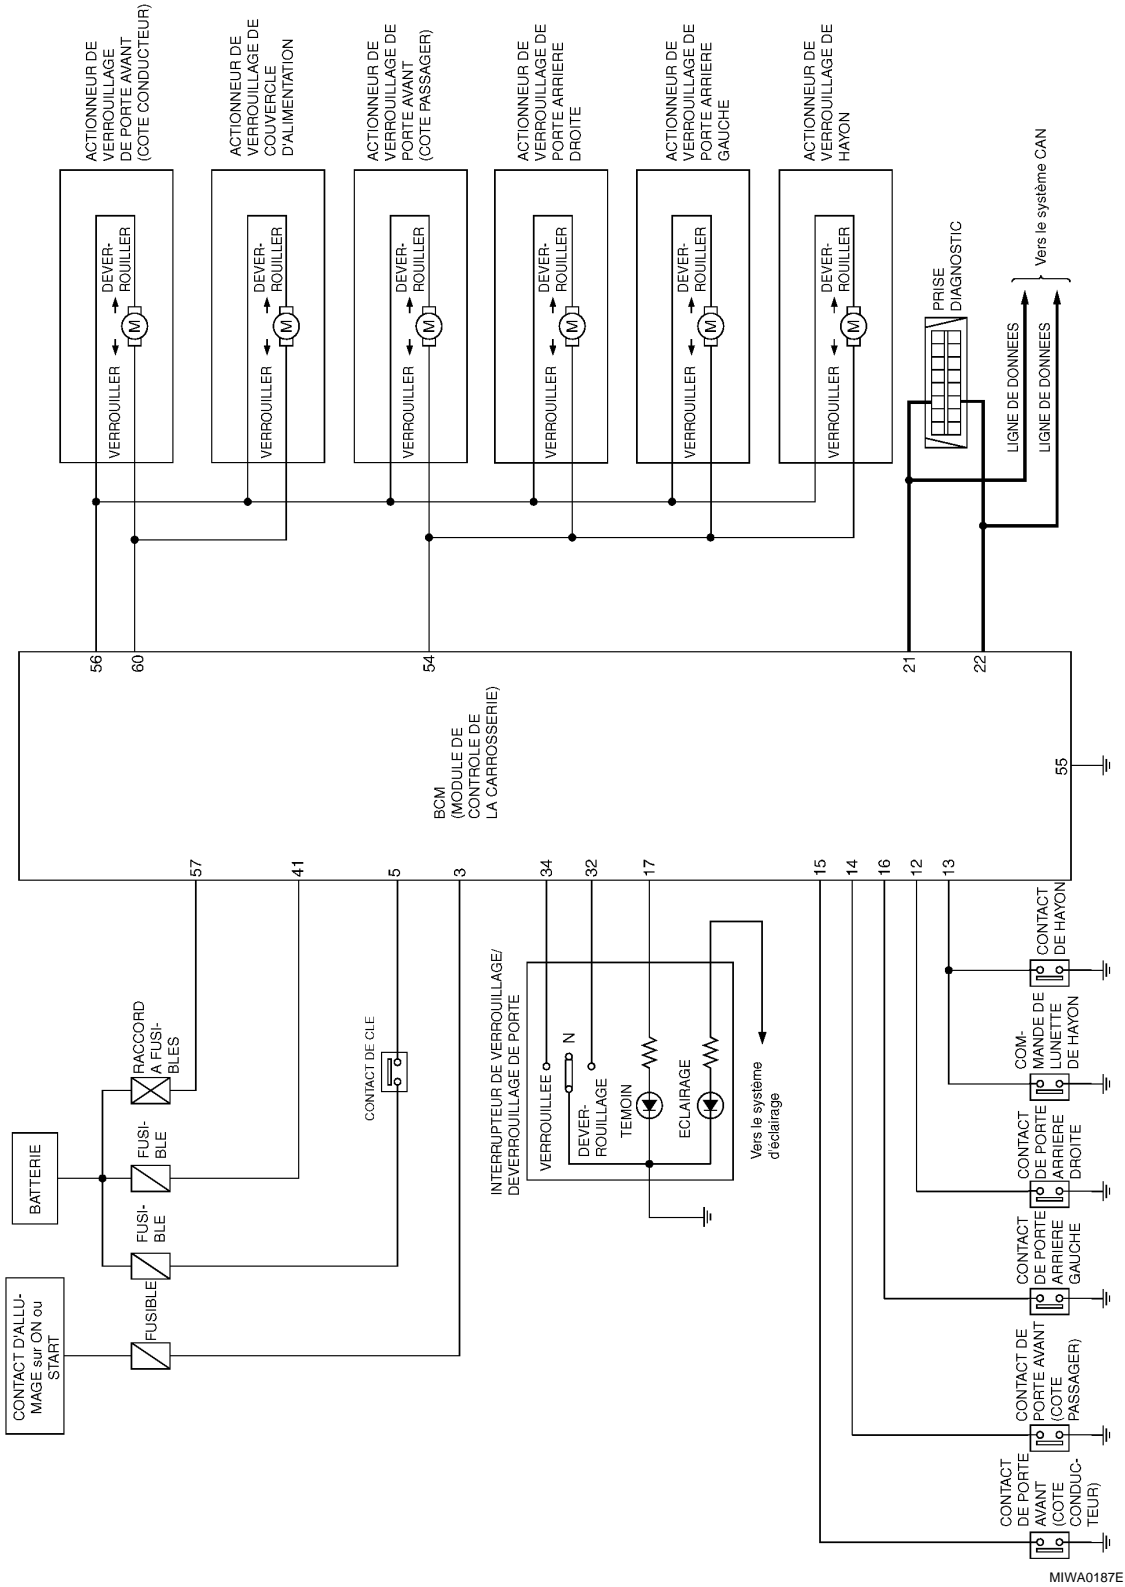 CONTACT D'ALLU-
MAGE sur ON ou
START
BATTERIE
FUSIBLE
FUSI-
BLE
FUSI-
BLE
RACCORD
A FUSI-
BLES
CONTACT DE CLE
INTERRUPTEUR DE VERROUILLAGE/
DEVERROUILLAGE DE PORTE
VERROUILLEE
N
DEVER-
ROUILLAGE
TEMOIN
ECLAIRAGE
Vers le système
d'éclairage
CONTACT
DE PORTE
AVANT
(COTE
CONDUC-
TEUR)
CONTACT DE
PORTE AVANT
(COTE
PASSAGER)
CONTACT
DE PORTE
ARRIERE
GAUCHE
CONTACT
DE PORTE
ARRIERE
DROITE
COM-
MANDE DE
LUNETTE
DE HAYON
CONTACT
DE HAYON
57
41
5
3
34
32
17
15
14
16
12
13
BCM
(MODULE DE
CONTROLE DE
LA CARROSSERIE)
55
56
60
54
21
22
ACTIONNEUR DE
VERROUILLAGE
DE PORTE AVANT
(COTE CONDUCTEUR)
VERROUILLER
DEVER-
ROUILLER
M
ACTIONNEUR DE
VERROUILLAGE DE
COUVERCLE
D'ALIMENTATION
VERROUILLER
DEVER-
ROUILLER
M
ACTIONNEUR DE
VERROUILLAGE DE
PORTE AVANT
(COTE PASSAGER)
VERROUILLER
DEVER-
ROUILLER
M
ACTIONNEUR DE
VERROUILLAGE DE
PORTE ARRIERE
DROITE
VERROUILLER
DEVER-
ROUILLER
M
ACTIONNEUR DE
VERROUILLAGE DE
PORTE ARRIERE
GAUCHE
VERROUILLER
DEVER-
ROUILLER
M
ACTIONNEUR DE
VERROUILLAGE DE
HAYON
VERROUILLER
DEVER-
ROUILLER
M
PRISE
DIAGNOSTIC
LIGNE DE DONNEES
LIGNE DE DONNEES
Vers le système CAN
MIWA0187E